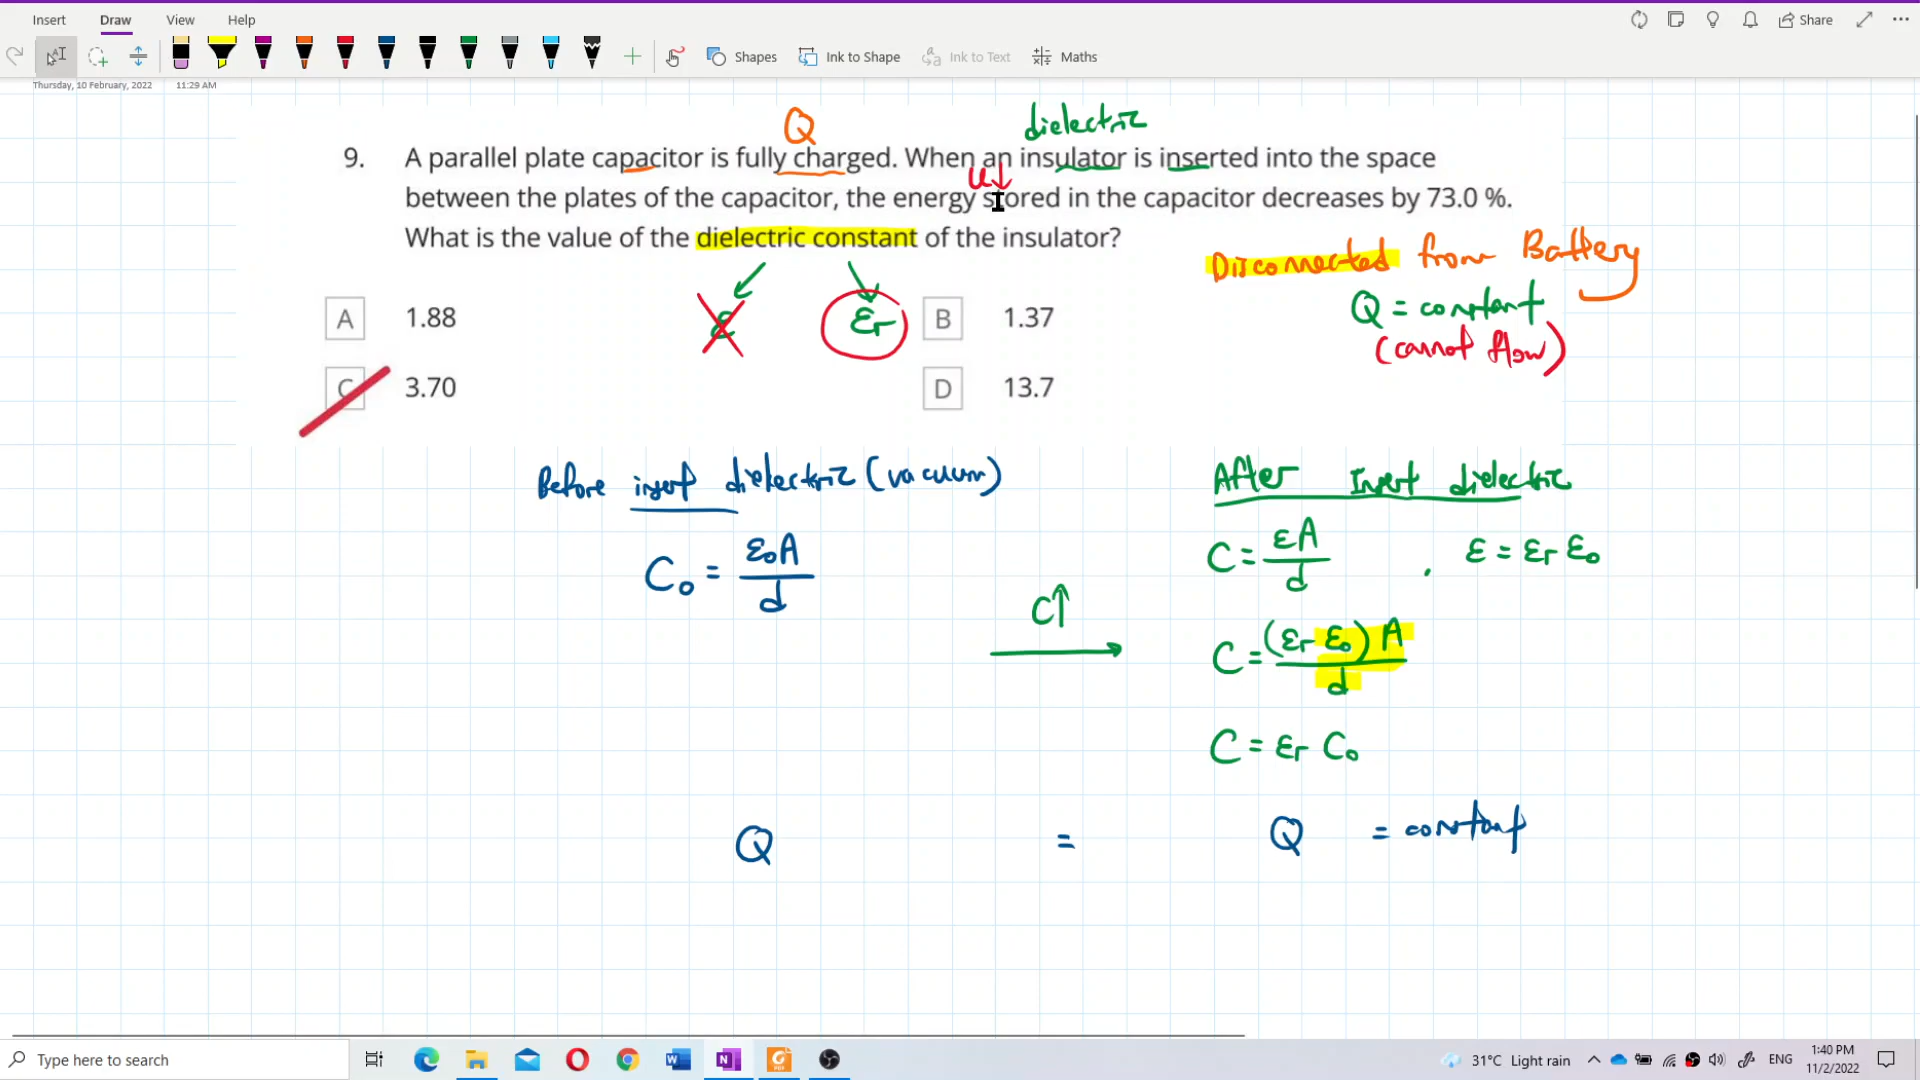 Insert Draw View Help
Share
Shapes Ink to Shape Ink to Text Maths
Thursday, 10 February, 2022 11:29 AM
Q dielectric
9. A parallel plate capacitor is fully charged. When an insulator is inserted into the space
U↓
between the plates of the capacitor, the energy stored in the capacitor decreases by 73.0 %.
What is the value of the dielectric constant of the insulator?
Disconnected from Battery
Q = constant
(cannot flow)
ε εr
A 1.88 B 1.37
C 3.70 D 13.7
Before insert dielectric (vacuum)
After Insert dielectric
C₀ = ε₀A/d
C = εA/d , ε = εr ε₀
C↑
C = (εr ε₀) A/d
C = εr C₀
Q = Q = constant
Type here to search
31°C Light rain
ENG
1:40 PM
11/2/2022